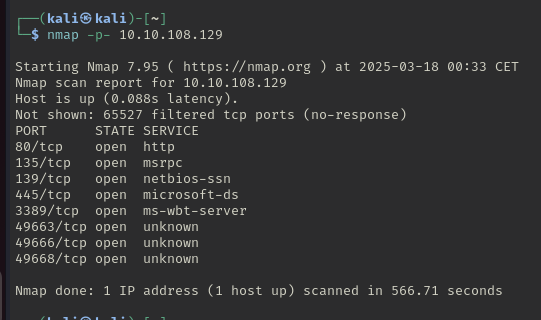 ┌──(kali㉿kali)-[~]
└─$ nmap -p- 10.10.108.129
Starting Nmap 7.95 ( https://nmap.org ) at 2025-03-18 00:33 CET
Nmap scan report for 10.10.108.129
Host is up (0.088s latency).
Not shown: 65527 filtered tcp ports (no-response)
PORT      STATE SERVICE
80/tcp    open  http
135/tcp   open  msrpc
139/tcp   open  netbios-ssn
445/tcp   open  microsoft-ds
3389/tcp  open  ms-wbt-server
49663/tcp open  unknown
49666/tcp open  unknown
49668/tcp open  unknown
Nmap done: 1 IP address (1 host up) scanned in 566.71 seconds